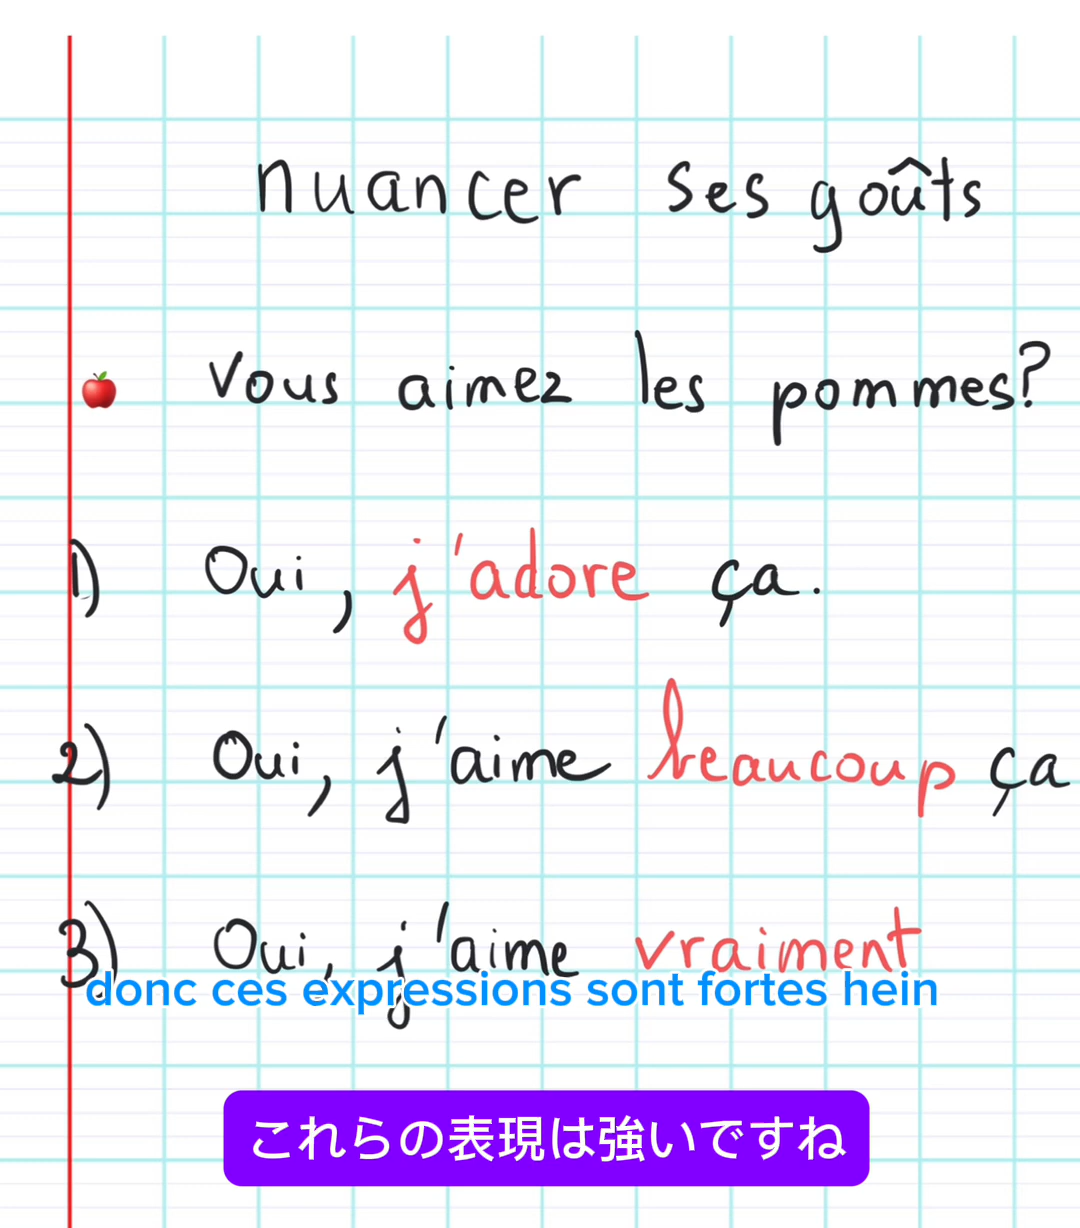 nuancer ses goûts
Vous aimez les pommes?
1) Oui, j'adore ça.
2) Oui, j'aime beaucoup ça
3) Oui, j'aime vraiment
donc ces expressions sont fortes hein
これらの表現は強いですね